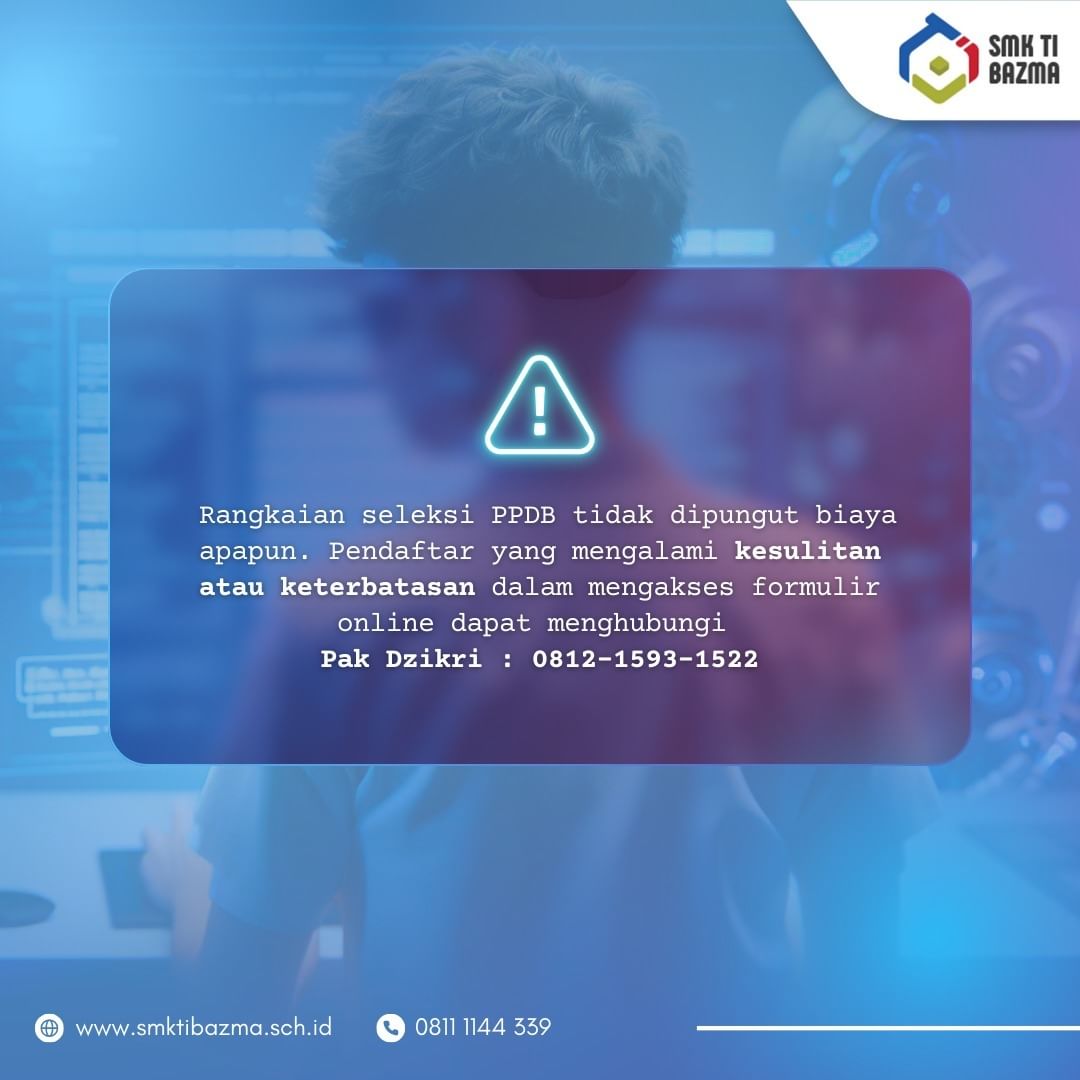 SMK TI
BAZMA
!
Rangkaian seleksi PPDB tidak dipungut biaya
apapun. Pendaftar yang mengalami kesulitan
atau keterbatasan dalam mengakses formulir
online dapat menghubungi
Pak Dzikri : 0812-1593-1522
www.smktibazma.sch.id
0811 1144 339